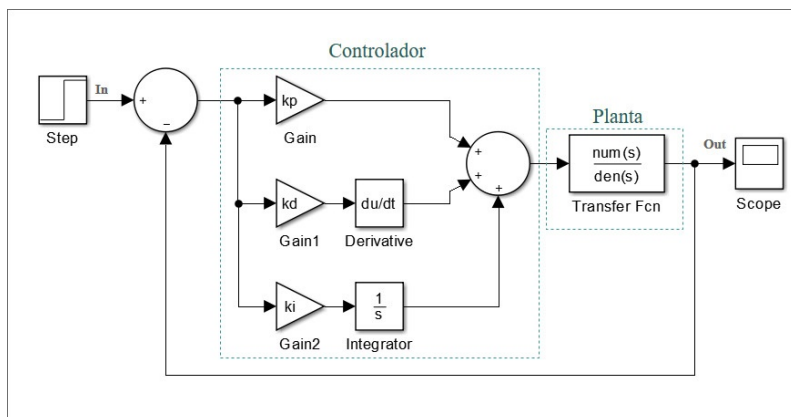 Controlador
In
+
−
Step
kp
Gain
kd
Gain1
du/dt
Derivative
ki
Gain2
1
s
Integrator
+
+
+
Planta
num(s)
den(s)
Transfer Fcn
Out
Scope